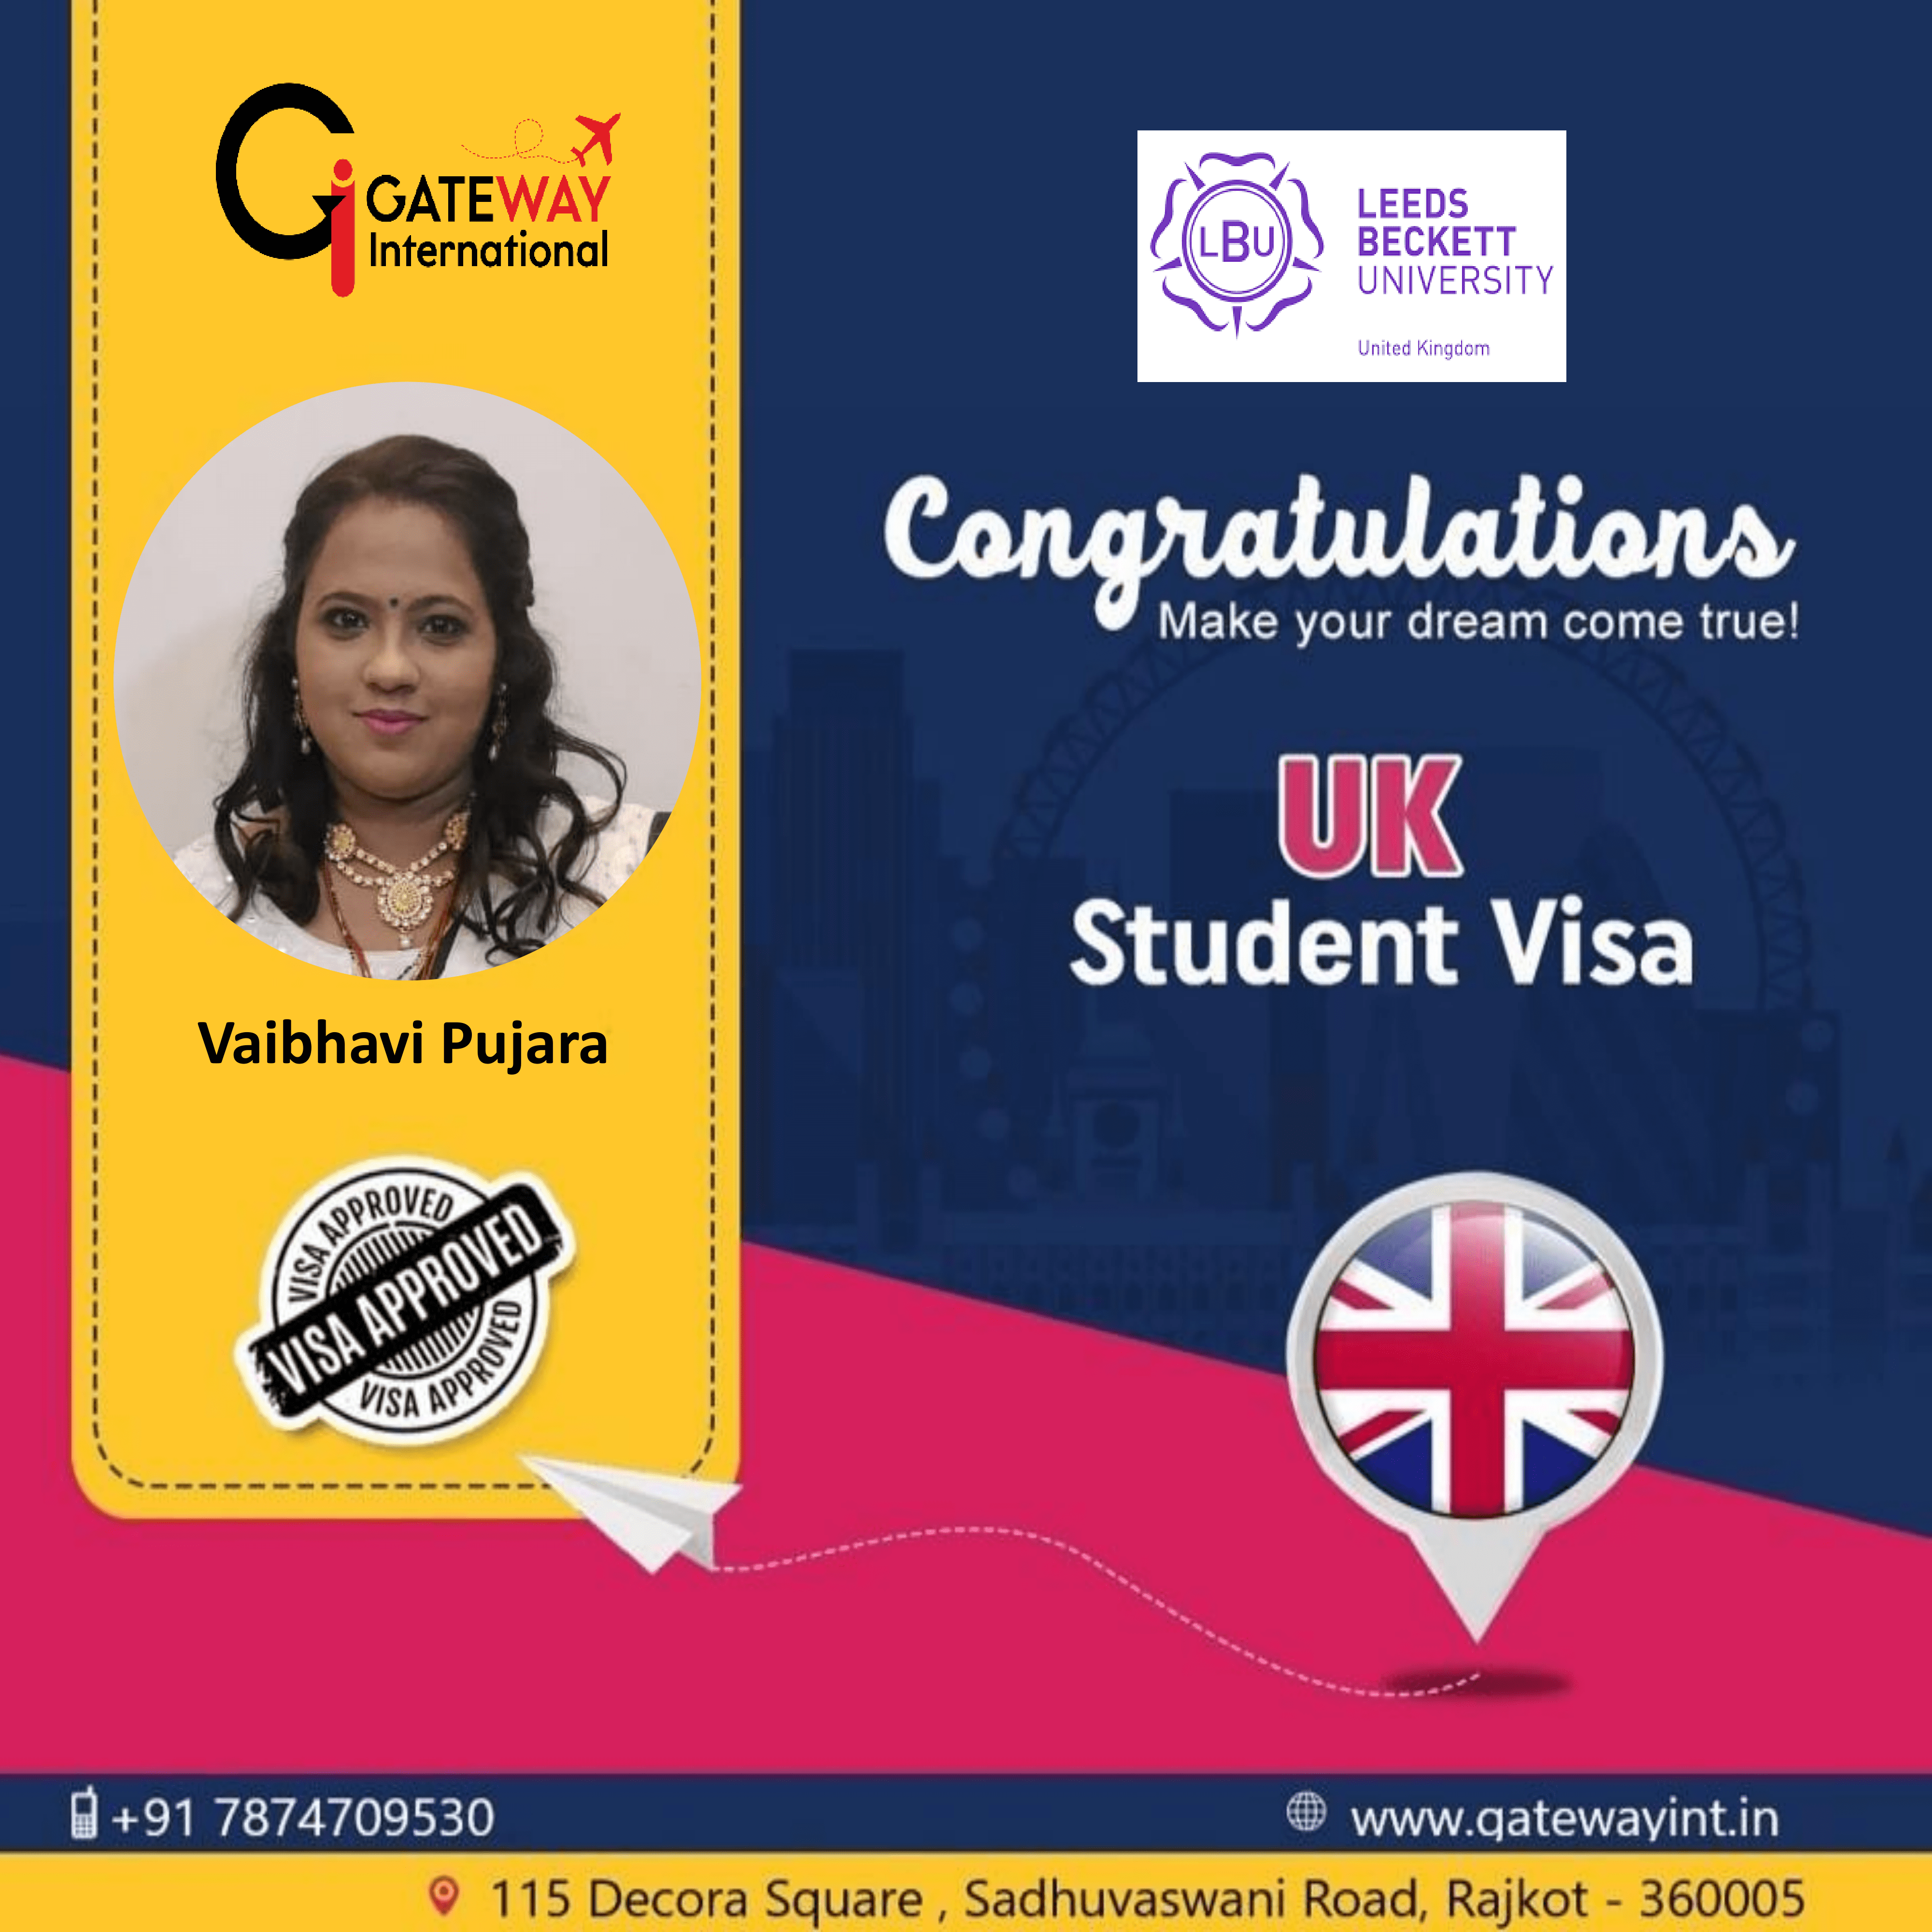 GATEWAY
International
LBU
LEEDS
BECKETT
UNIVERSITY
United Kingdom
Congratulations
Make your dream come true!
UK
Student Visa
Vaibhavi Pujara
VISA APPROVED
VISA APPROVED
VISA APPROVED
+91 7874709530
www.gatewayint.in
115 Decora Square , Sadhuvaswani Road, Rajkot - 360005